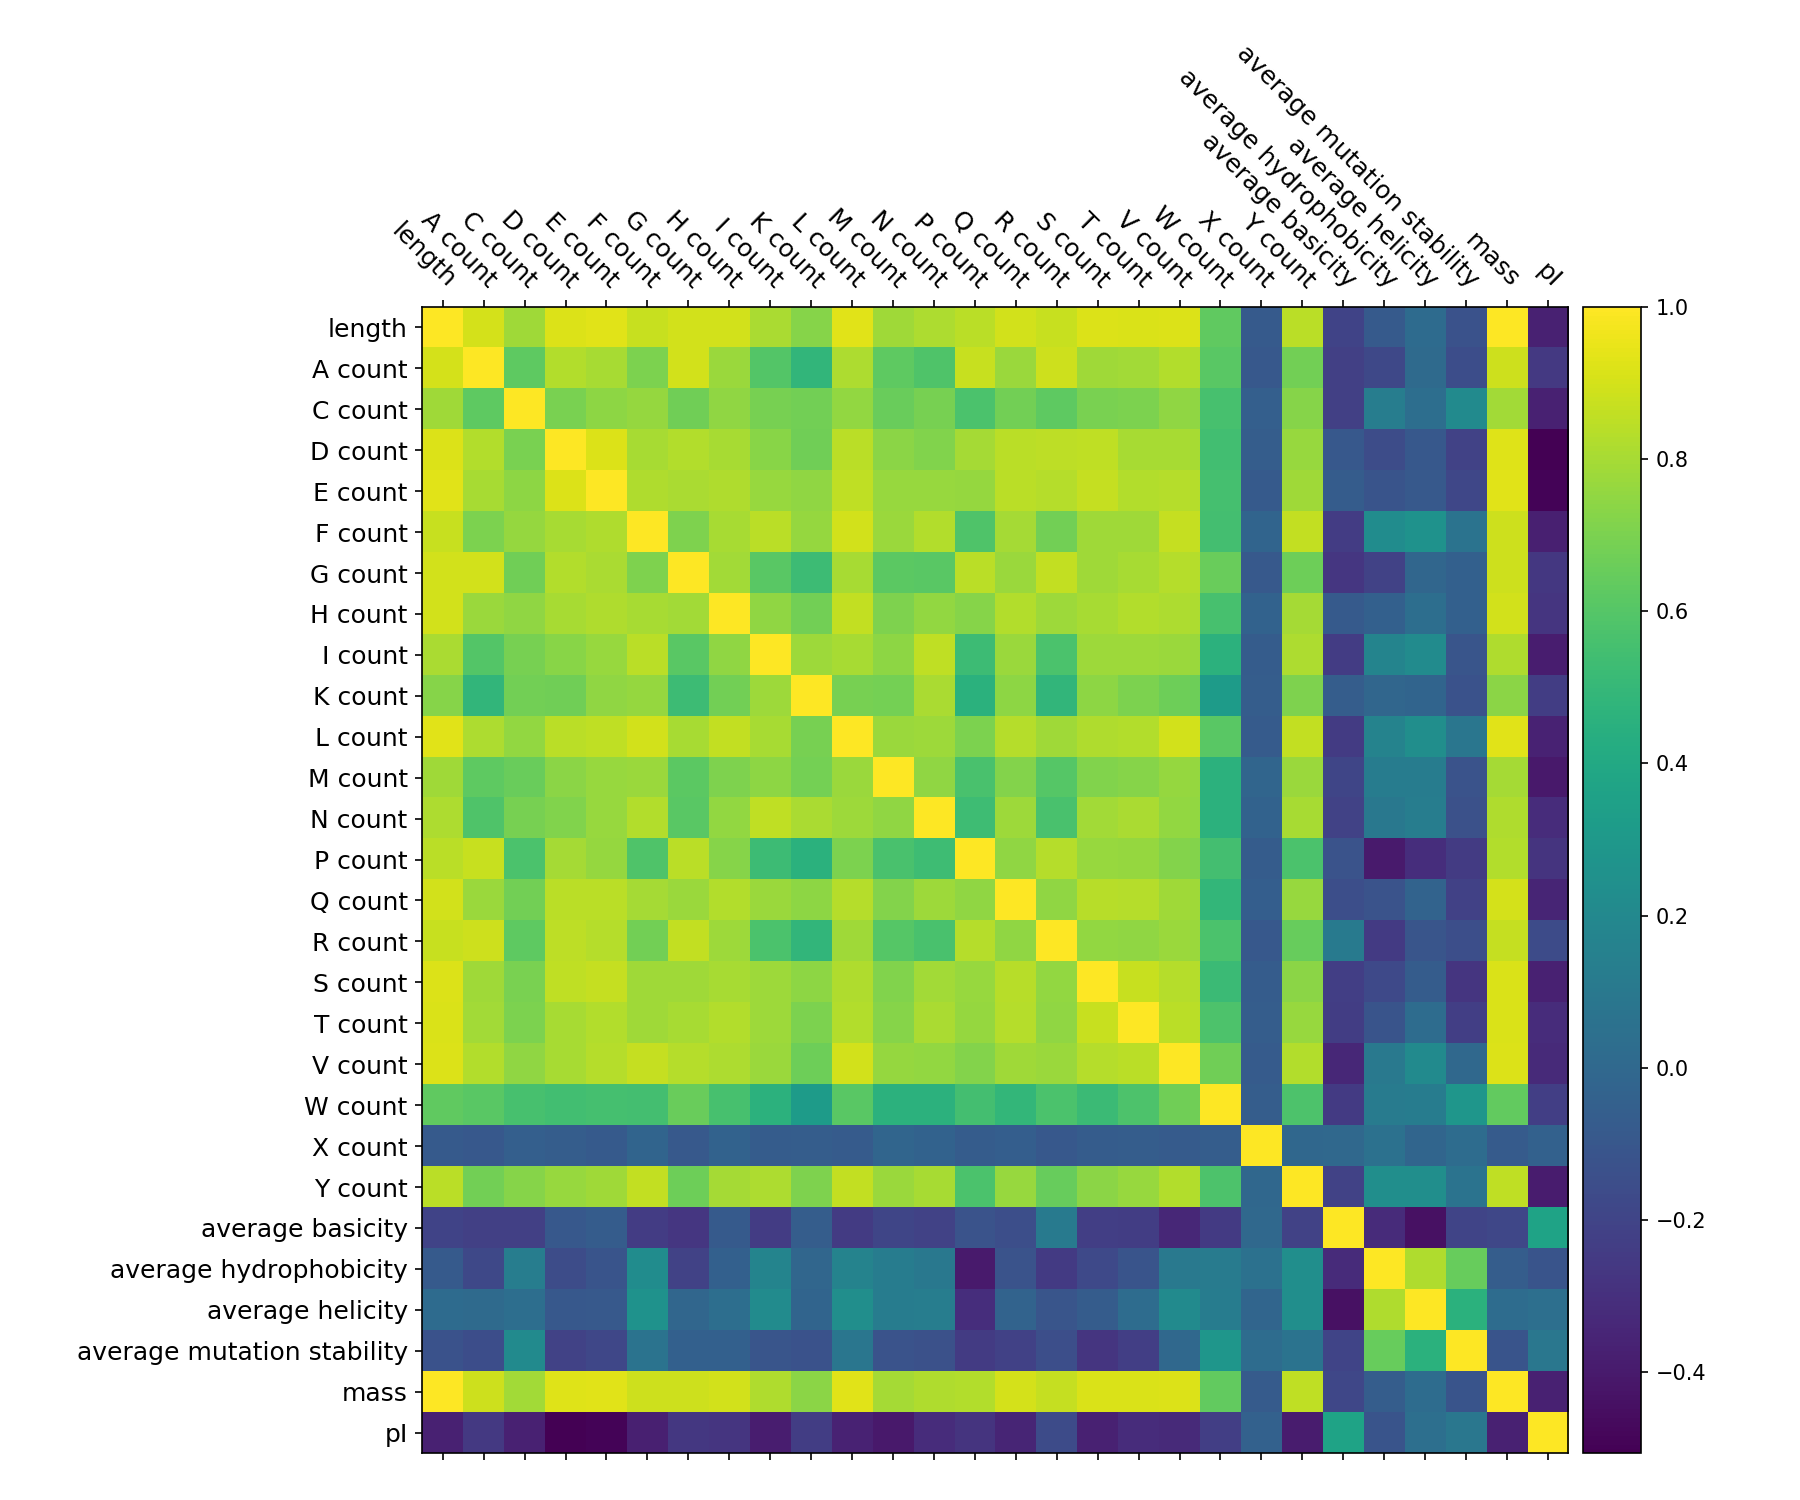 length
A count
C count
D count
E count
F count
G count
H count
I count
K count
L count
M count
N count
P count
Q count
R count
S count
T count
V count
W count
X count
Y count
average basicity
average hydrophobicity
average helicity
average mutation stability
mass
pI
length
A count
C count
D count
E count
F count
G count
H count
I count
K count
L count
M count
N count
P count
Q count
R count
S count
T count
V count
W count
X count
Y count
average basicity
average hydrophobicity
average helicity
average mutation stability
mass
pI
1.0
0.8
0.6
0.4
0.2
0.0
−0.2
−0.4